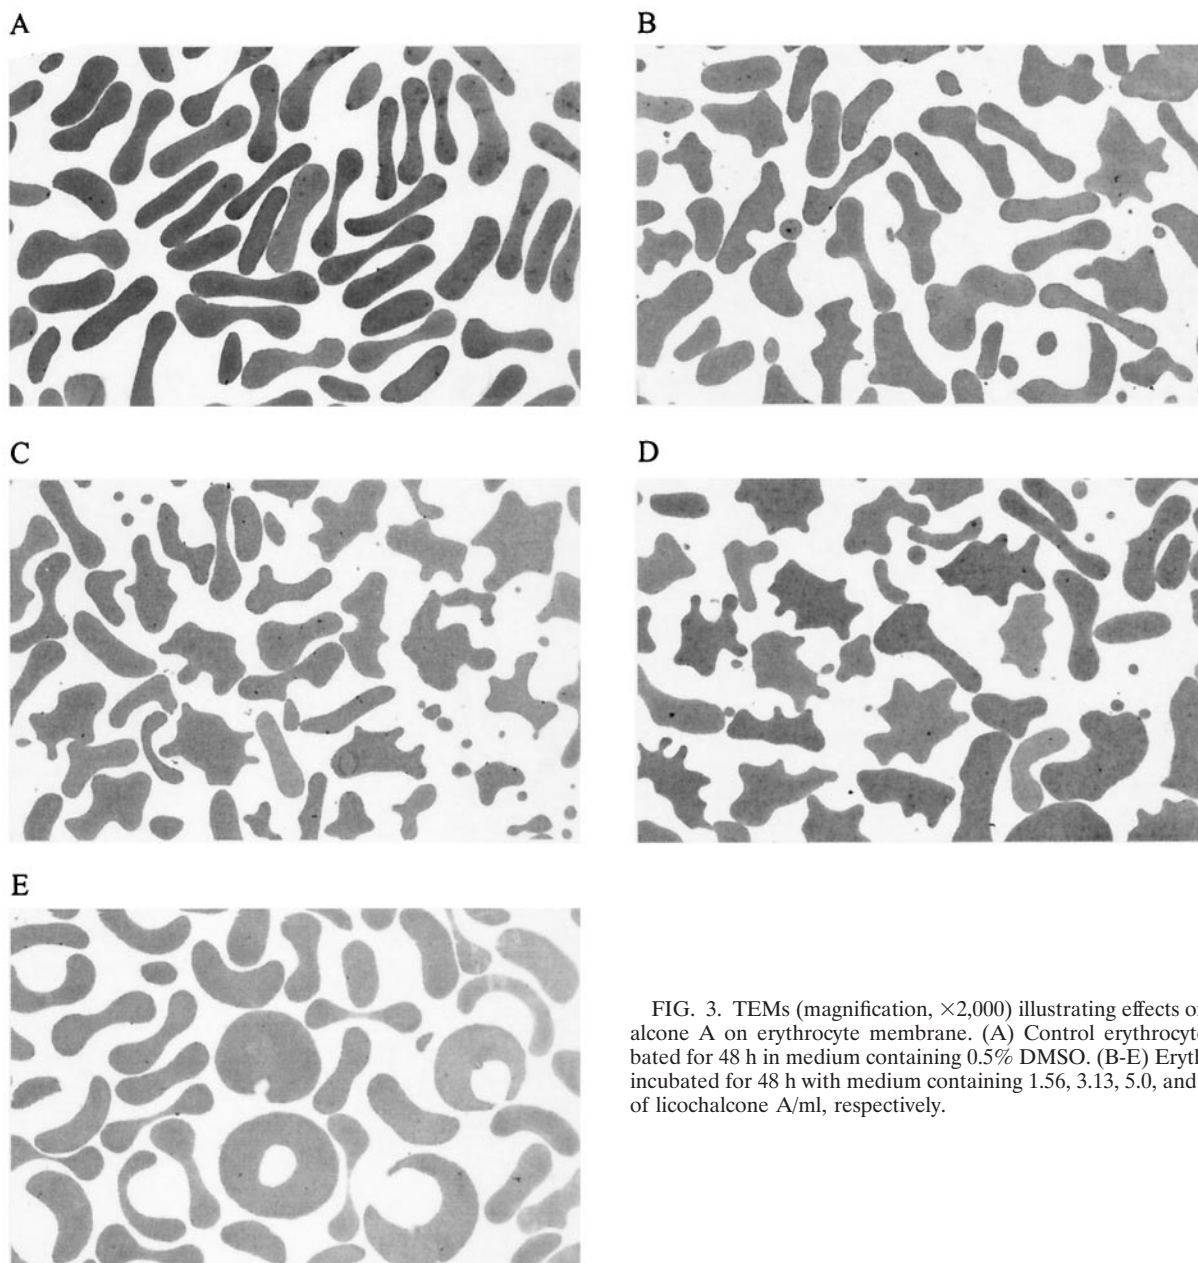 A
B
C
D
E
FIG. 3. TEMs (magnification, ×2,000) illustrating effects of
alcone A on erythrocyte membrane. (A) Control erythrocyte
bated for 48 h in medium containing 0.5% DMSO. (B-E) Eryth
incubated for 48 h with medium containing 1.56, 3.13, 5.0, and
of licochalcone A/ml, respectively.